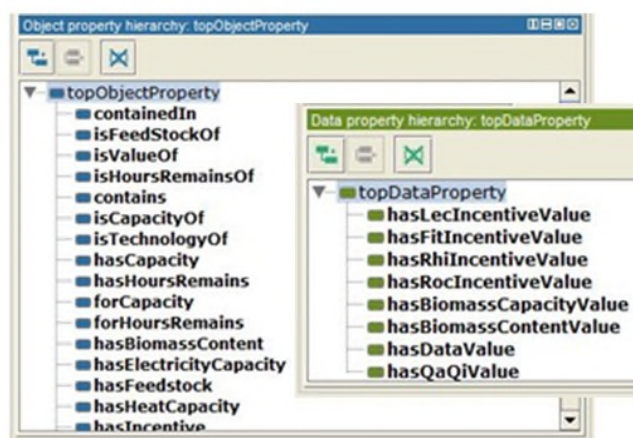 Object property hierarchy: topObjectProperty
topObjectProperty
containedIn
isFeedStockOf
isValueOf
isHoursRemainsOf
contains
isCapacityOf
isTechnologyOf
hasCapacity
hasHoursRemains
forCapacity
forHoursRemains
hasBiomassContent
hasElectricityCapacity
hasFeedstock
hasHeatCapacity
hasIncentive
Data property hierarchy: topDataProperty
topDataProperty
hasLecIncentiveValue
hasFitIncentiveValue
hasRhiIncentiveValue
hasRocIncentiveValue
hasBiomassCapacityValue
hasBiomassContentValue
hasDataValue
hasQaQiValue